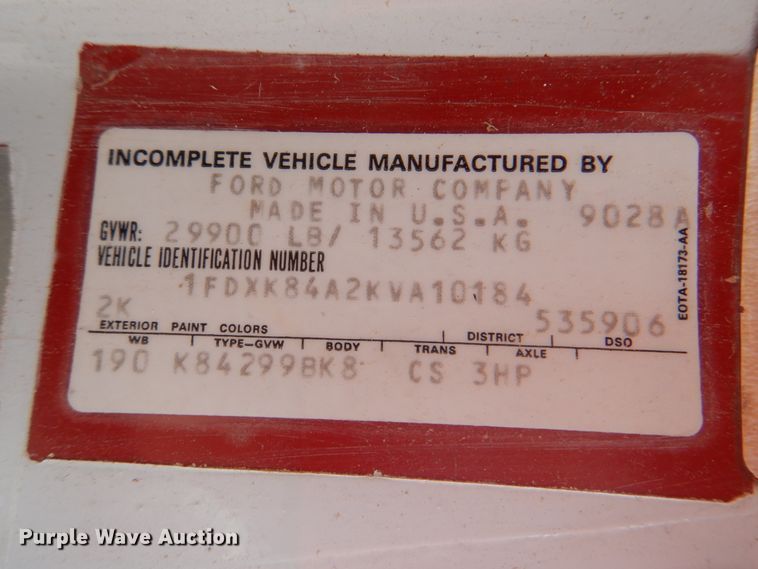 INCOMPLETE VEHICLE MANUFACTURED BY
FORD MOTOR COMPANY
MADE IN U.S.A. 9028A
GVWR: 29900 LB/ 13562 KG
VEHICLE IDENTIFICATION NUMBER
1FDXK84A2KVA10184
2K 535906
EXTERIOR PAINT COLORS DISTRICT DSO
WB TYPE-GVW BODY TRANS AXLE
190 K84299BK8 CS 3HP
EOTA-18173-AA
Purple Wave Auction